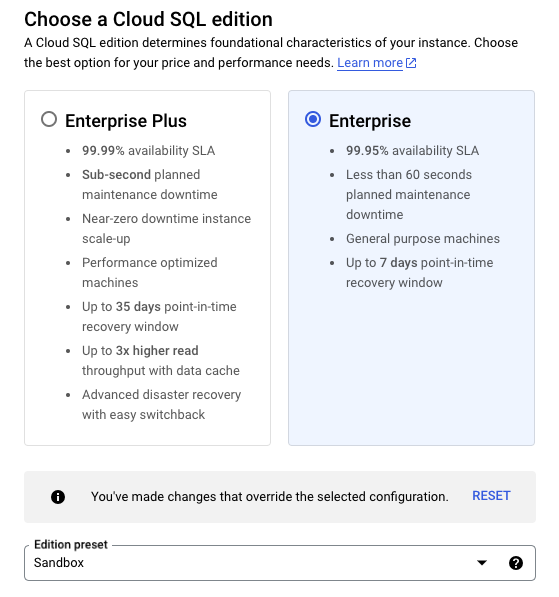 Choose a Cloud SQL edition
A Cloud SQL edition determines foundational characteristics of your instance. Choose
the best option for your price and performance needs. Learn more
Enterprise Plus
• 99.99% availability SLA
• Sub-second planned
maintenance downtime
• Near-zero downtime instance
scale-up
• Performance optimized
machines
• Up to 35 days point-in-time
recovery window
• Up to 3x higher read
throughput with data cache
• Advanced disaster recovery
with easy switchback
Enterprise
• 99.95% availability SLA
• Less than 60 seconds
planned maintenance
downtime
• General purpose machines
• Up to 7 days point-in-time
recovery window
You've made changes that override the selected configuration. RESET
Edition preset
Sandbox